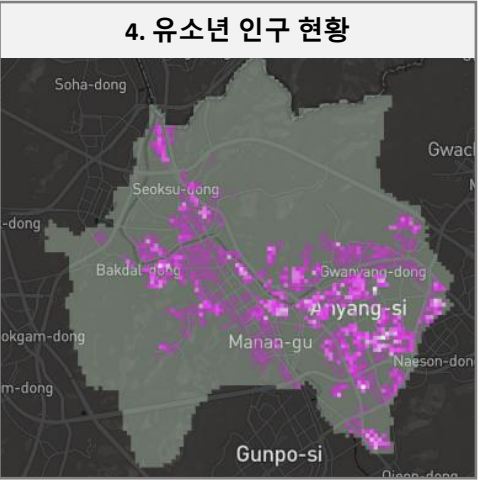 4. 유소년 인구 현황
Soha-dong
Gwacl
Seoksu-dong
-dong
Bakdal-dong
Gwanyang-dong
Anyang-si
okgam-dong
Manan-gu
Naeson-don
m-dong
Gunpo-si